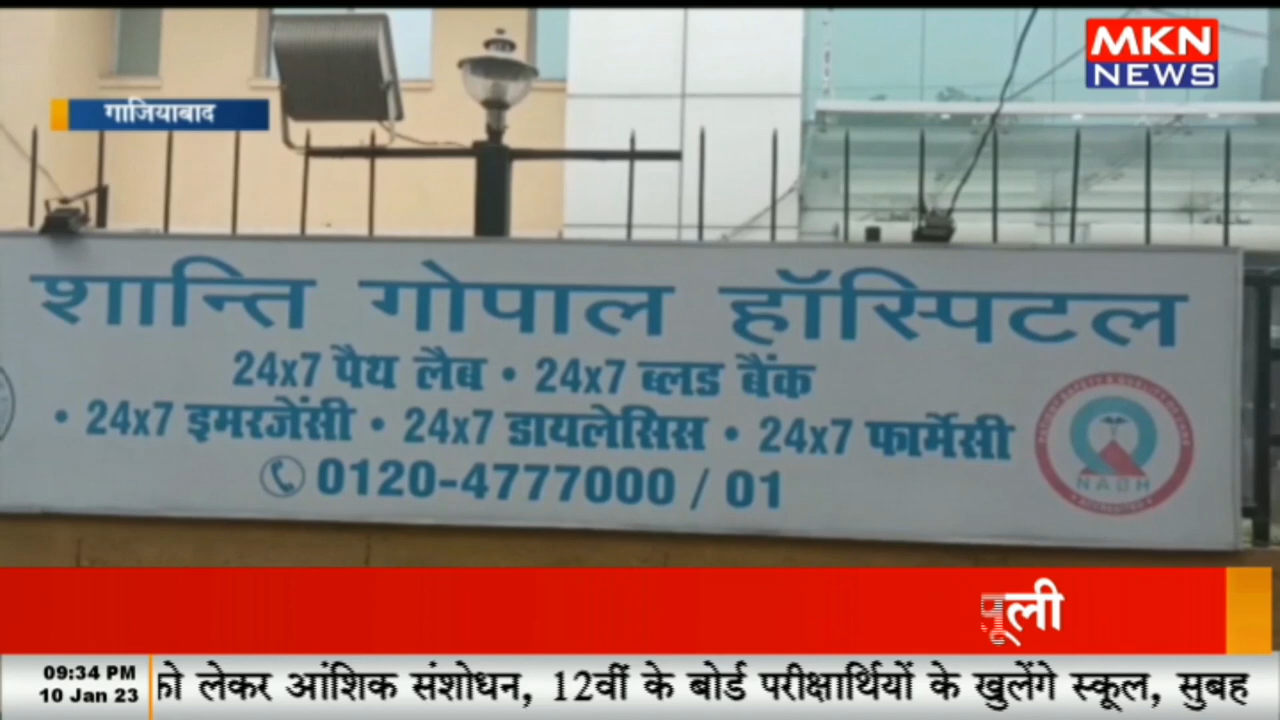 MKN
NEWS
गाजियाबाद
शान्ति गोपाल हॉस्पिटल
24x7 पैथ लैब • 24x7 ब्लड बैंक
• 24x7 इमरजेंसी • 24x7 डायलेसिस • 24x7 फार्मेसी
0120-4777000 / 01
NABH
09:34 PM
10 Jan 23
को लेकर आंशिक संशोधन, 12वीं के बोर्ड परीक्षार्थियों के खुलेंगे स्कूल, सुबह